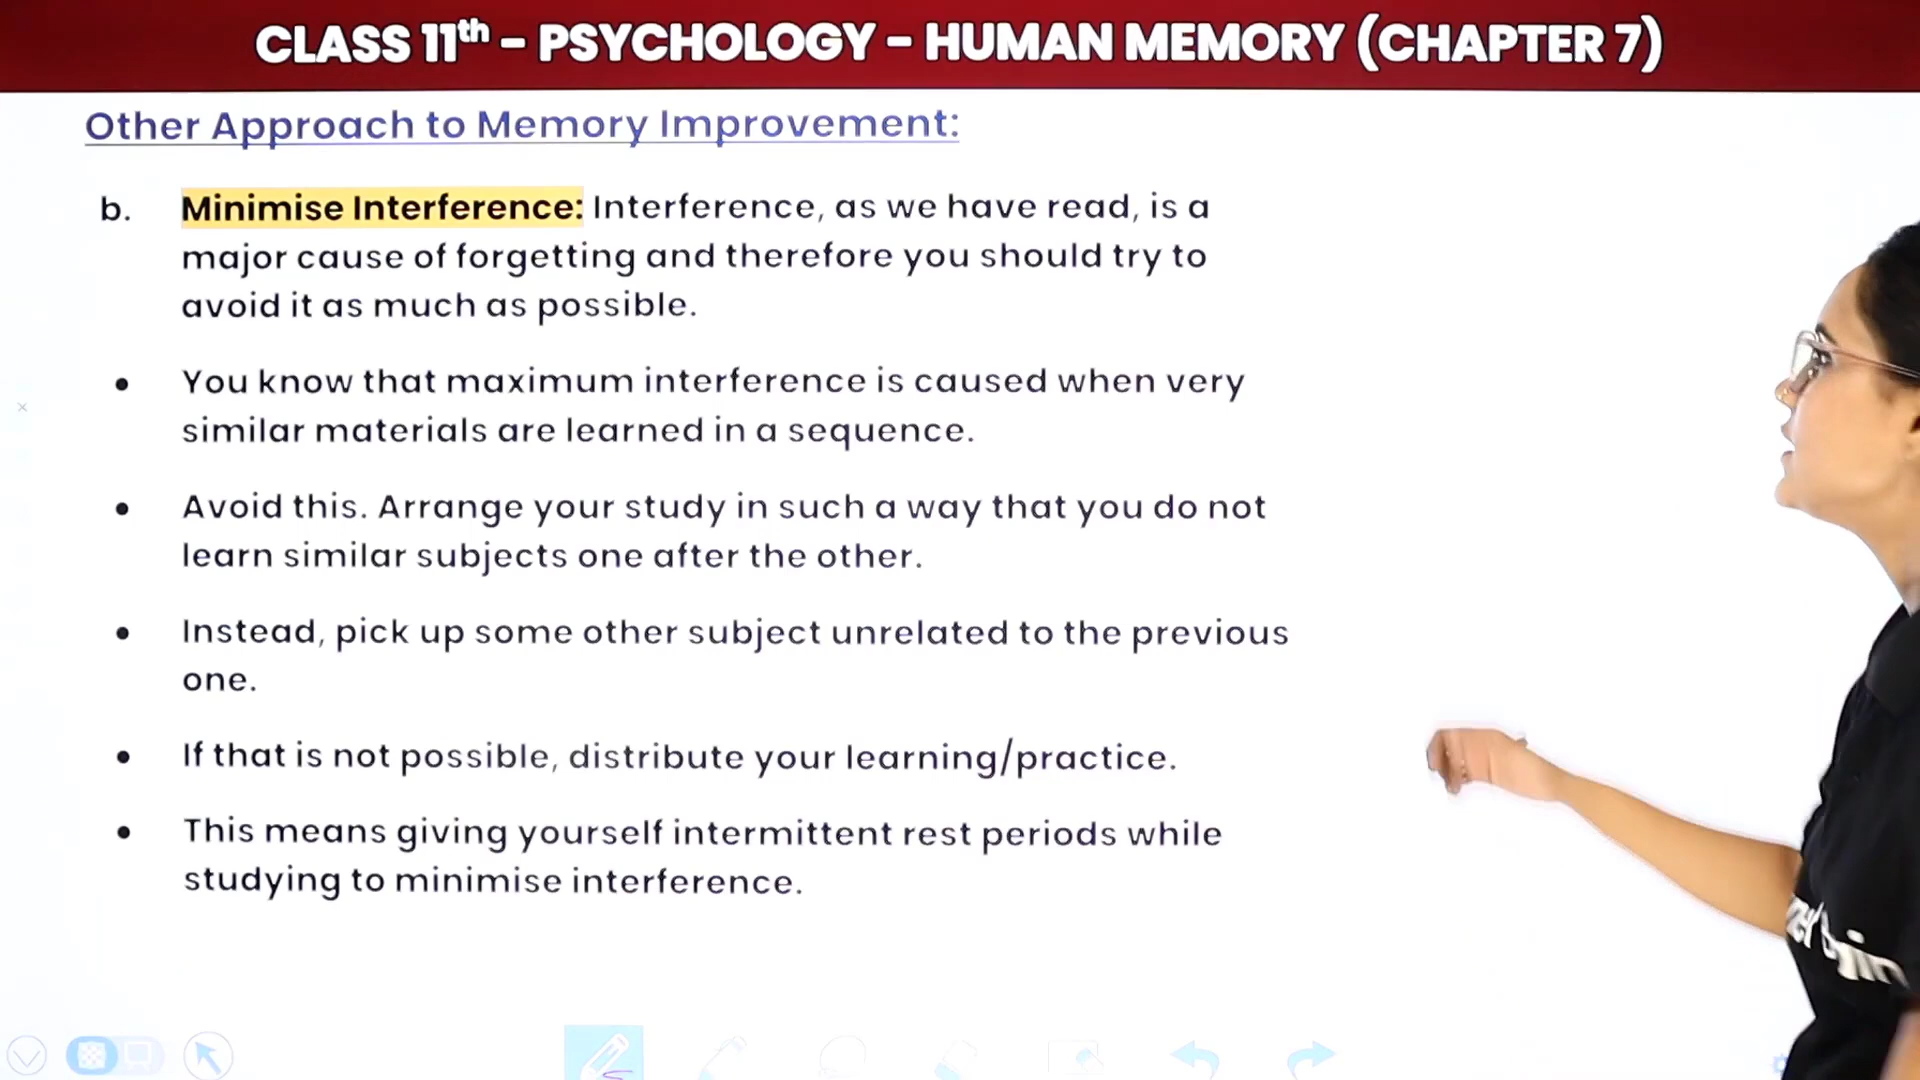 CLASS 11th – PSYCHOLOGY – HUMAN MEMORY (CHAPTER 7)
Other Approach to Memory Improvement:
b. Minimise Interference: Interference, as we have read, is a
major cause of forgetting and therefore you should try to
avoid it as much as possible.
• You know that maximum interference is caused when very
similar materials are learned in a sequence.
• Avoid this. Arrange your study in such a way that you do not
learn similar subjects one after the other.
• Instead, pick up some other subject unrelated to the previous
one.
• If that is not possible, distribute your learning/practice.
• This means giving yourself intermittent rest periods while
studying to minimise interference.